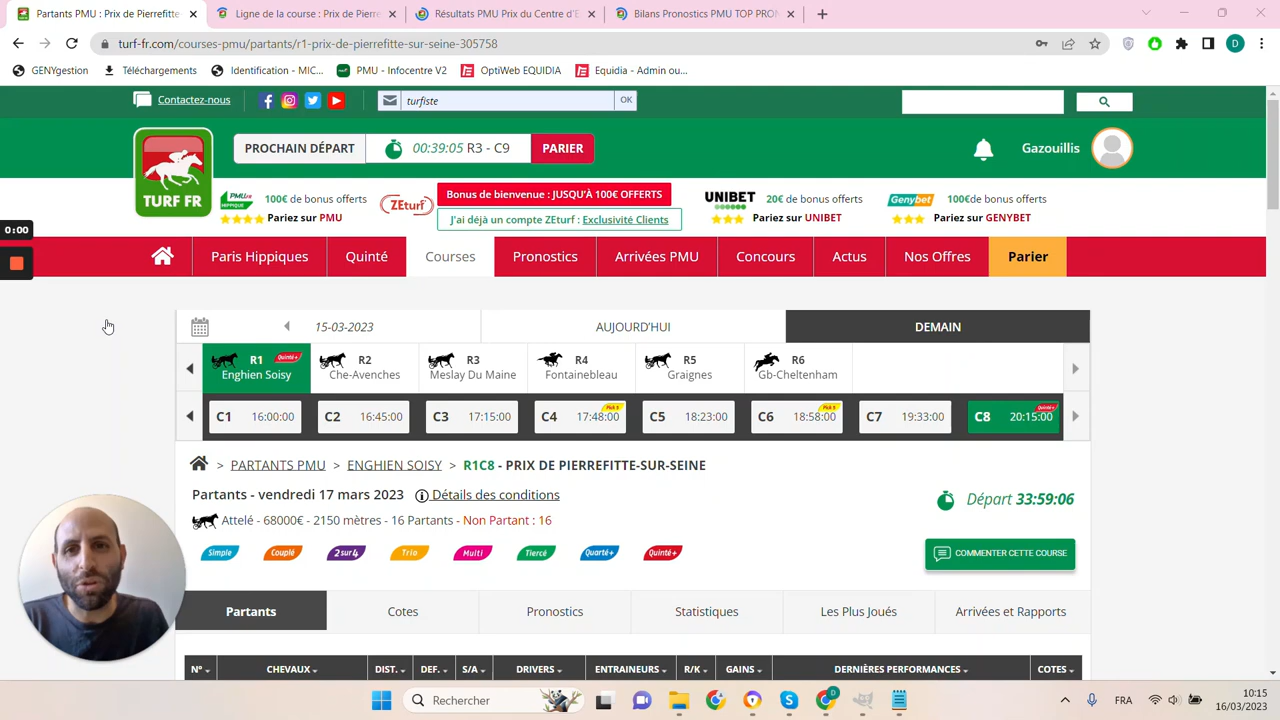 Partants PMU : Prix de Pierrefitte
Ligne de la course : Prix de Pierre
Résultats PMU Prix du Centre d'E
Bilans Pronostics PMU TOP PRON
turf-fr.com/courses-pmu/partants/r1-prix-de-pierrefitte-sur-seine-305758
D
GENYgestion
Téléchargements
Identification - MIC...
PMU - Infocentre V2
OptiWeb EQUIDIA
Equidia - Admin ou...
Contactez-nous
turfiste
OK
TURF FR
PROCHAIN DÉPART
00:39:05 R3 - C9
PARIER
Gazouillis
PMU.fr HIPPIQUE
100€ de bonus offerts
Pariez sur PMU
ZEturf
Bonus de bienvenue : JUSQU'À 100€ OFFERTS
J'ai déjà un compte ZEturf : Exclusivité Clients
UNIBET
20€ de bonus offerts
Pariez sur UNIBET
Genybet
100€de bonus offerts
Pariez sur GENYBET
0:00
Paris Hippiques
Quinté
Courses
Pronostics
Arrivées PMU
Concours
Actus
Nos Offres
Parier
15-03-2023
AUJOURD'HUI
DEMAIN
R1 Quinté+
Enghien Soisy
R2
Che-Avenches
R3
Meslay Du Maine
R4
Fontainebleau
R5
Graignes
R6
Gb-Cheltenham
C1 16:00:00
C2 16:45:00
C3 17:15:00
C4 17:48:00 Pick 5
C5 18:23:00
C6 18:58:00 Pick 5
C7 19:33:00
C8 20:15:00 Quinté+
> PARTANTS PMU > ENGHIEN SOISY > R1C8 - PRIX DE PIERREFITTE-SUR-SEINE
Partants - vendredi 17 mars 2023 Détails des conditions
Départ 33:59:06
Attelé - 68000€ - 2150 mètres - 16 Partants - Non Partant : 16
Simple
Couplé
2sur4
Trio
Multi
Tiercé
Quarté+
Quinté+
COMMENTER CETTE COURSE
Partants
Cotes
Pronostics
Statistiques
Les Plus Joués
Arrivées et Rapports
N°
CHEVAUX
DIST.
DEF.
S/A
DRIVERS
ENTRAINEURS
R/K
GAINS
DERNIÈRES PERFORMANCES
COTES
Rechercher
D
FRA
10:15
16/03/2023